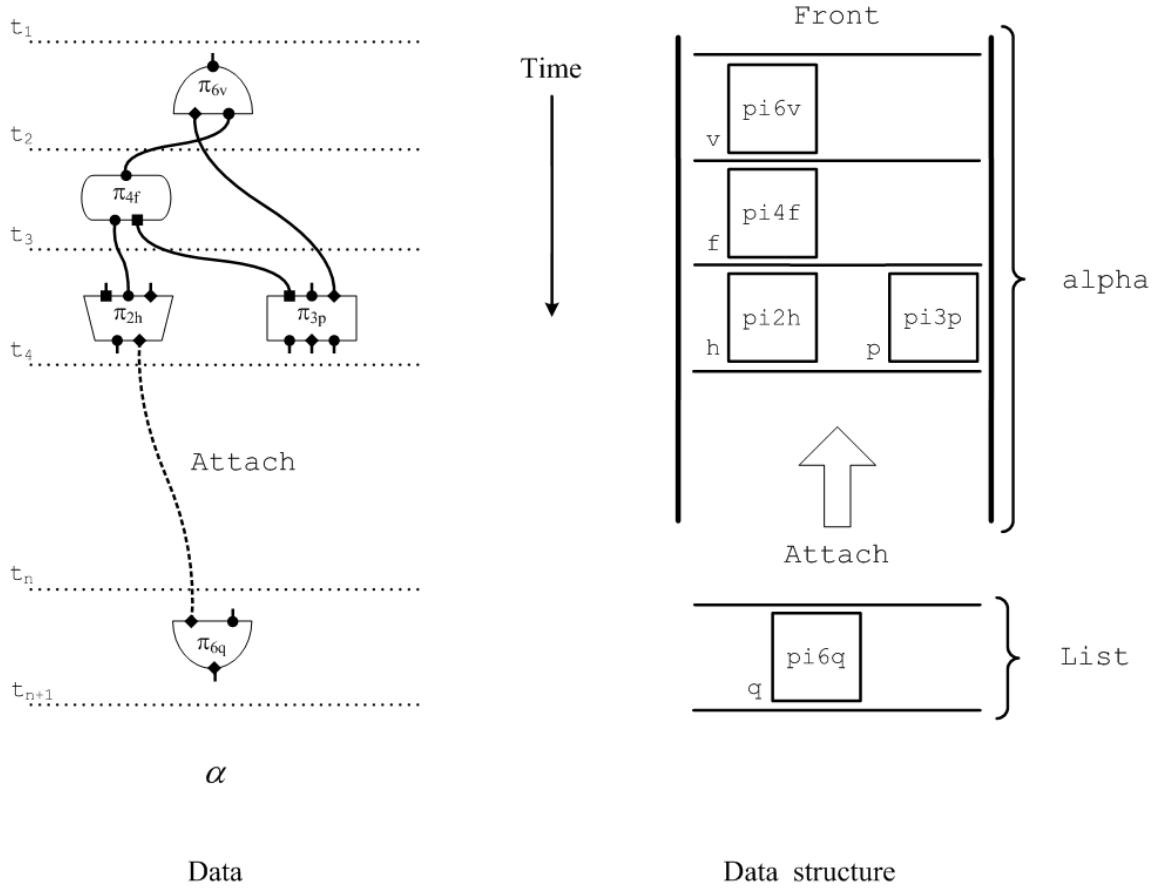 t₁
π₆ᵥ
t₂
π4f
t₃
π2h
π3p
t₄
Attach
tₙ
π6q
tₙ₊₁
α
Data
Time
Front
pi6v
v
pi4f
f
pi2h
h
pi3p
p
alpha
Attach
pi6q
q
List
Data structure